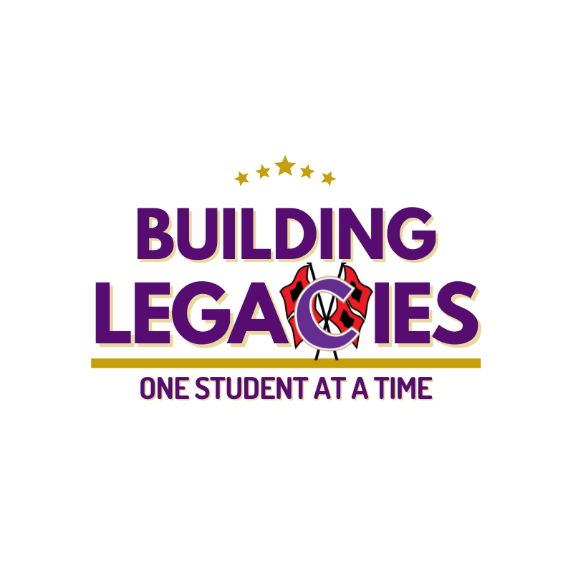 BUILDING
LEGACIES
ONE STUDENT AT A TIME